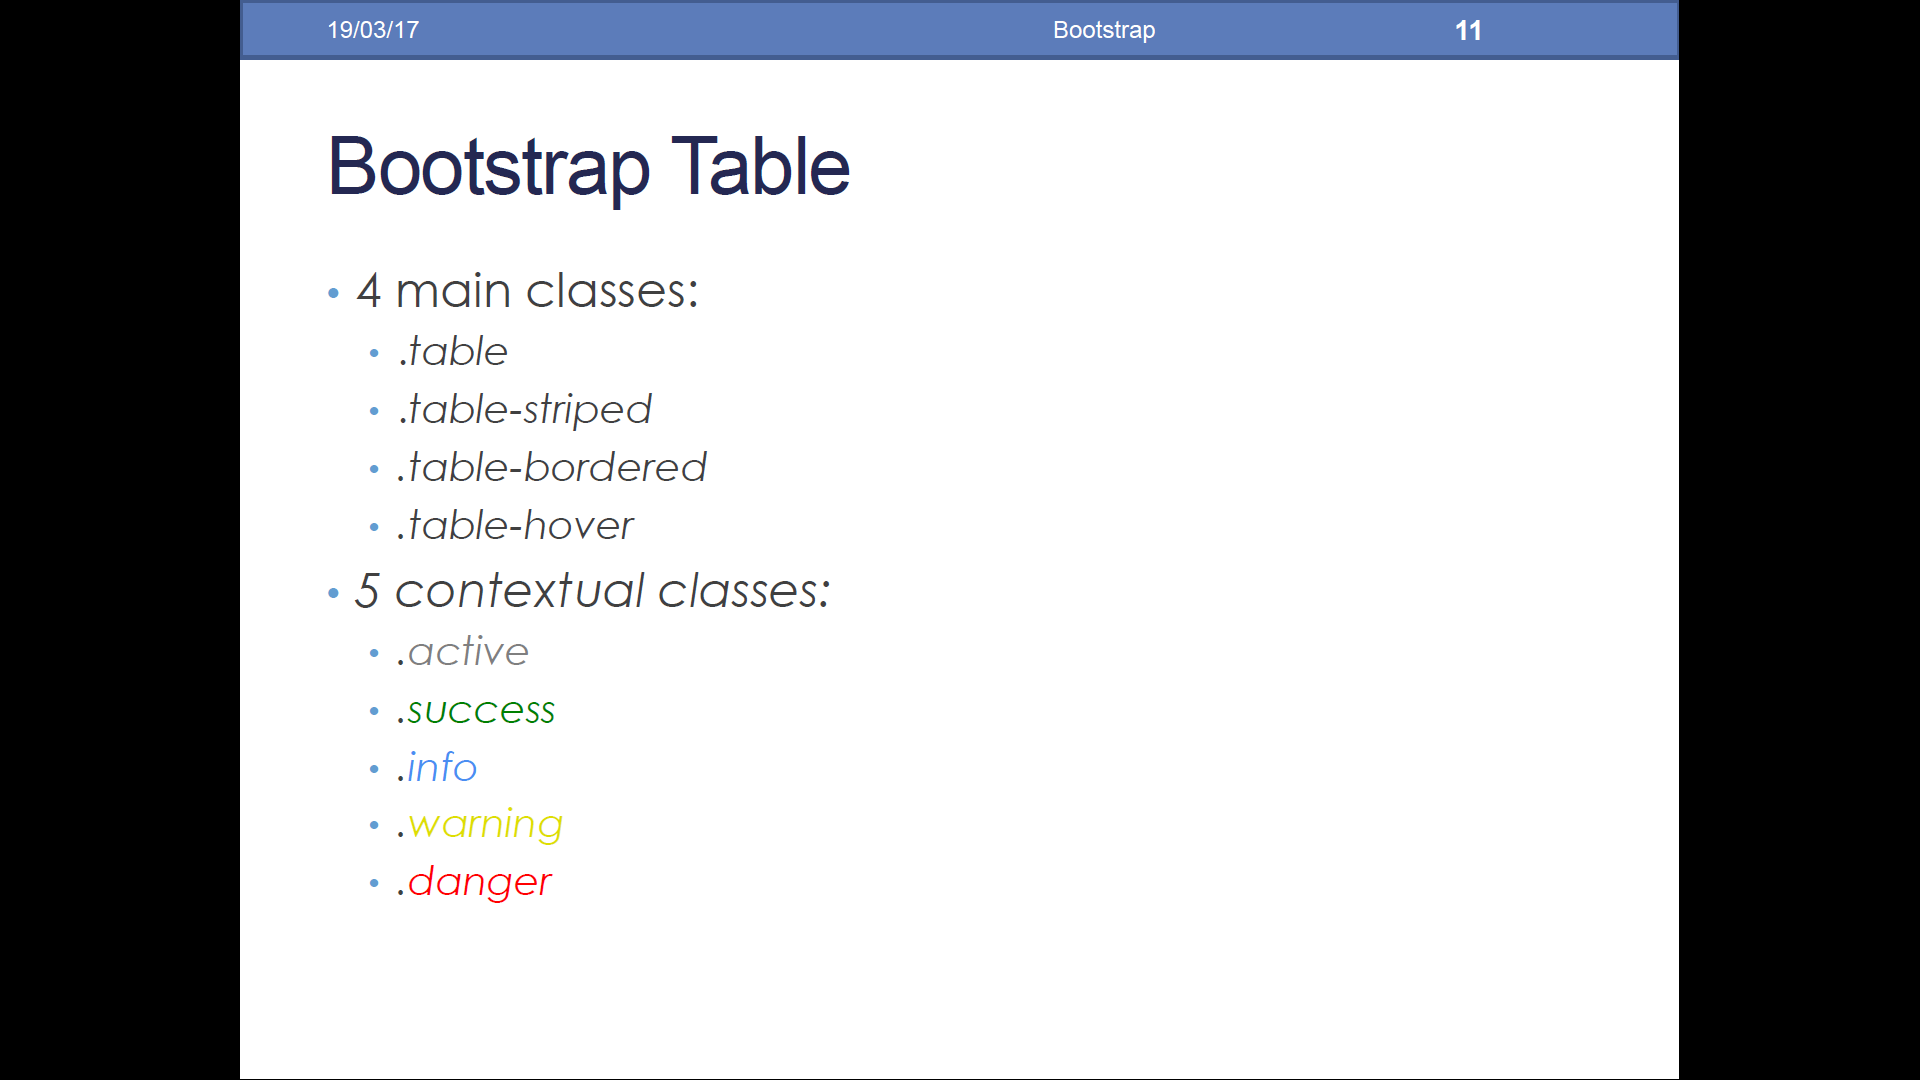 19/03/17 Bootstrap 11
Bootstrap Table
• 4 main classes:
• .table
• .table-striped
• .table-bordered
• .table-hover
• 5 contextual classes:
• .active
• .success
• .info
• .warning
• .danger